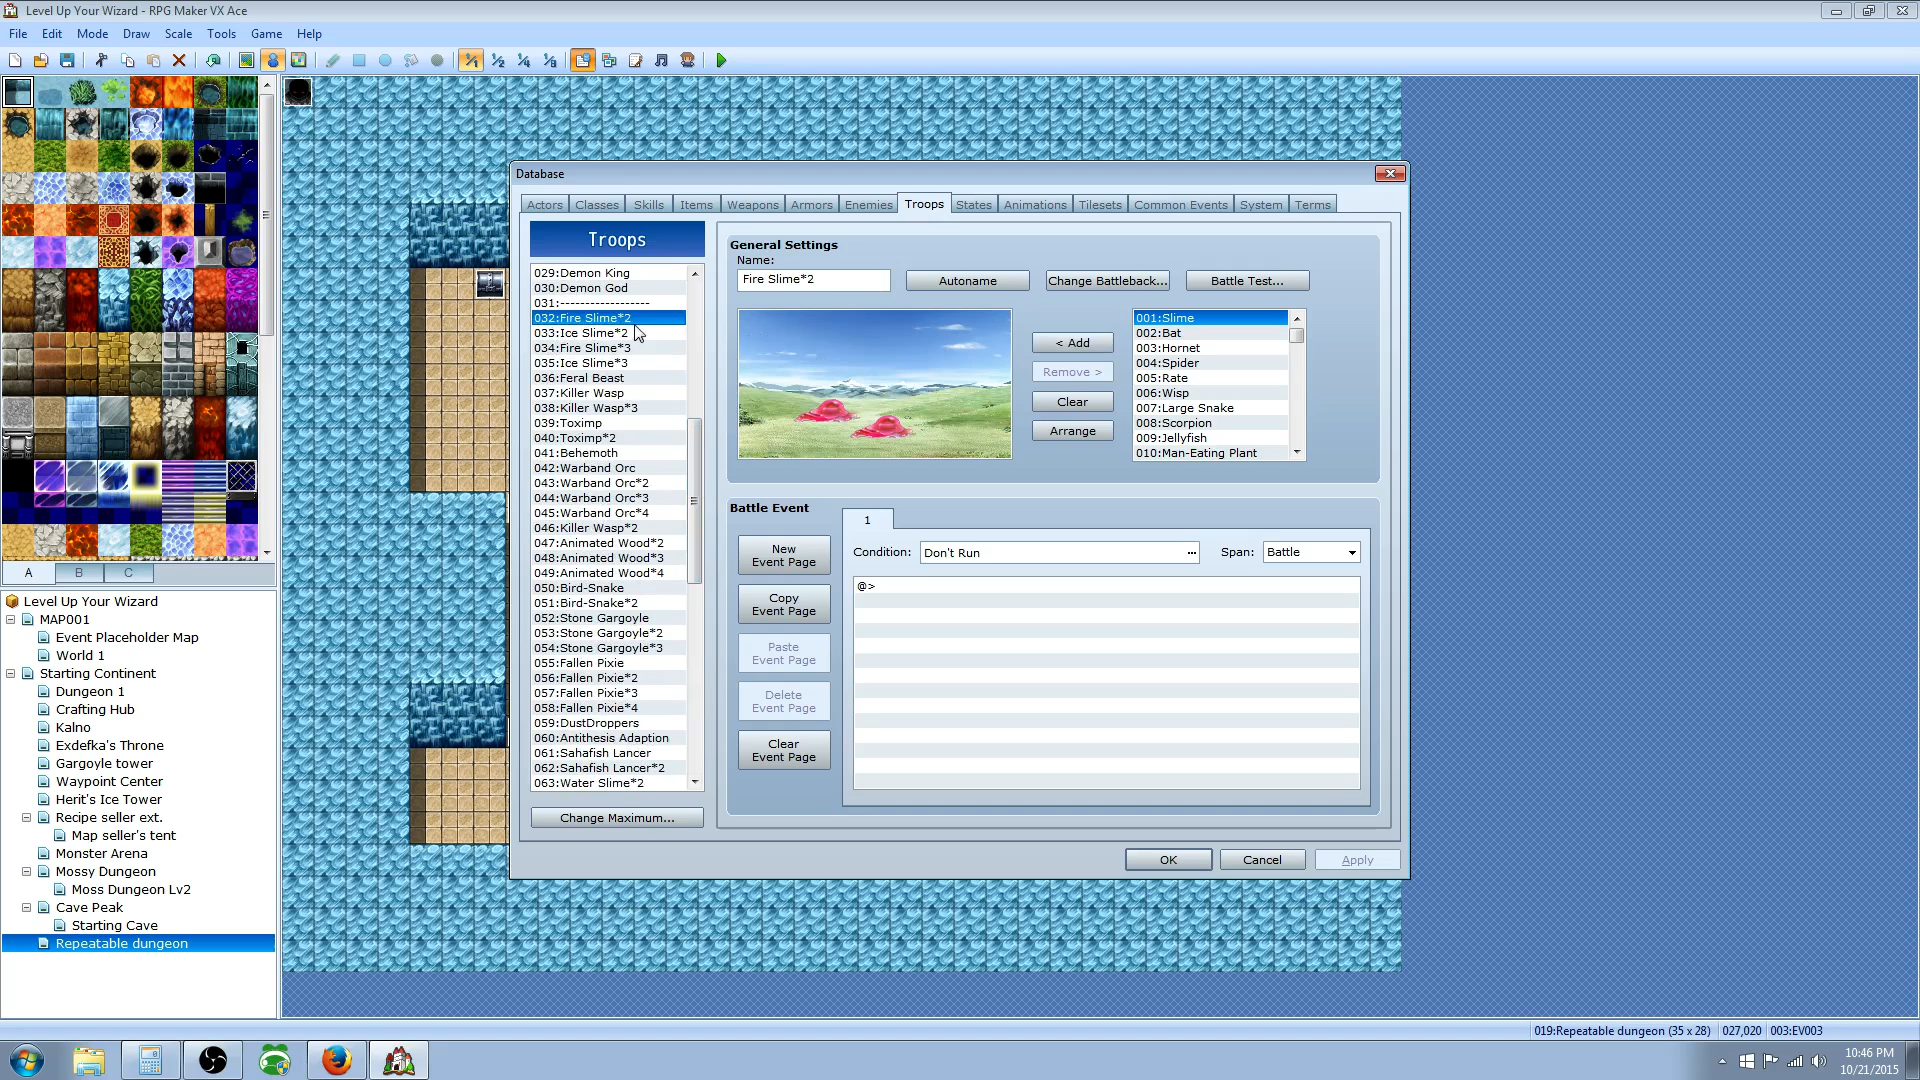 Level Up Your Wizard - RPG Maker VX Ace
File Edit Mode Draw Scale Tools Game Help
1/1 1/2 1/4 1/8
A B C
Level Up Your Wizard
MAP001
Event Placeholder Map
World 1
Starting Continent
Dungeon 1
Crafting Hub
Kalno
Exdefka's Throne
Gargoyle tower
Waypoint Center
Herit's Ice Tower
Recipe seller ext.
Map seller's tent
Monster Arena
Mossy Dungeon
Moss Dungeon Lv2
Cave Peak
Starting Cave
Repeatable dungeon
Database
Actors Classes Skills Items Weapons Armors Enemies Troops States Animations Tilesets Common Events System Terms
Troops
029:Demon King
030:Demon God
031:------------------
032:Fire Slime*2
033:Ice Slime*2
034:Fire Slime*3
035:Ice Slime*3
036:Feral Beast
037:Killer Wasp
038:Killer Wasp*3
039:Toximp
040:Toximp*2
041:Behemoth
042:Warband Orc
043:Warband Orc*2
044:Warband Orc*3
045:Warband Orc*4
046:Killer Wasp*2
047:Animated Wood*2
048:Animated Wood*3
049:Animated Wood*4
050:Bird-Snake
051:Bird-Snake*2
052:Stone Gargoyle
053:Stone Gargoyle*2
054:Stone Gargoyle*3
055:Fallen Pixie
056:Fallen Pixie*2
057:Fallen Pixie*3
058:Fallen Pixie*4
059:DustDroppers
060:Antithesis Adaption
061:Sahafish Lancer
062:Sahafish Lancer*2
063:Water Slime*2
Change Maximum...
General Settings
Name:
Fire Slime*2
Autoname
Change Battleback...
Battle Test...
< Add
Remove >
Clear
Arrange
001:Slime
002:Bat
003:Hornet
004:Spider
005:Rate
006:Wisp
007:Large Snake
008:Scorpion
009:Jellyfish
010:Man-Eating Plant
Battle Event
1
New
Event Page
Copy
Event Page
Paste
Event Page
Delete
Event Page
Clear
Event Page
Condition: Don't Run ... Span: Battle
@>
OK Cancel Apply
019:Repeatable dungeon (35 x 28) 027,020 003:EV003
10:46 PM
10/21/2015